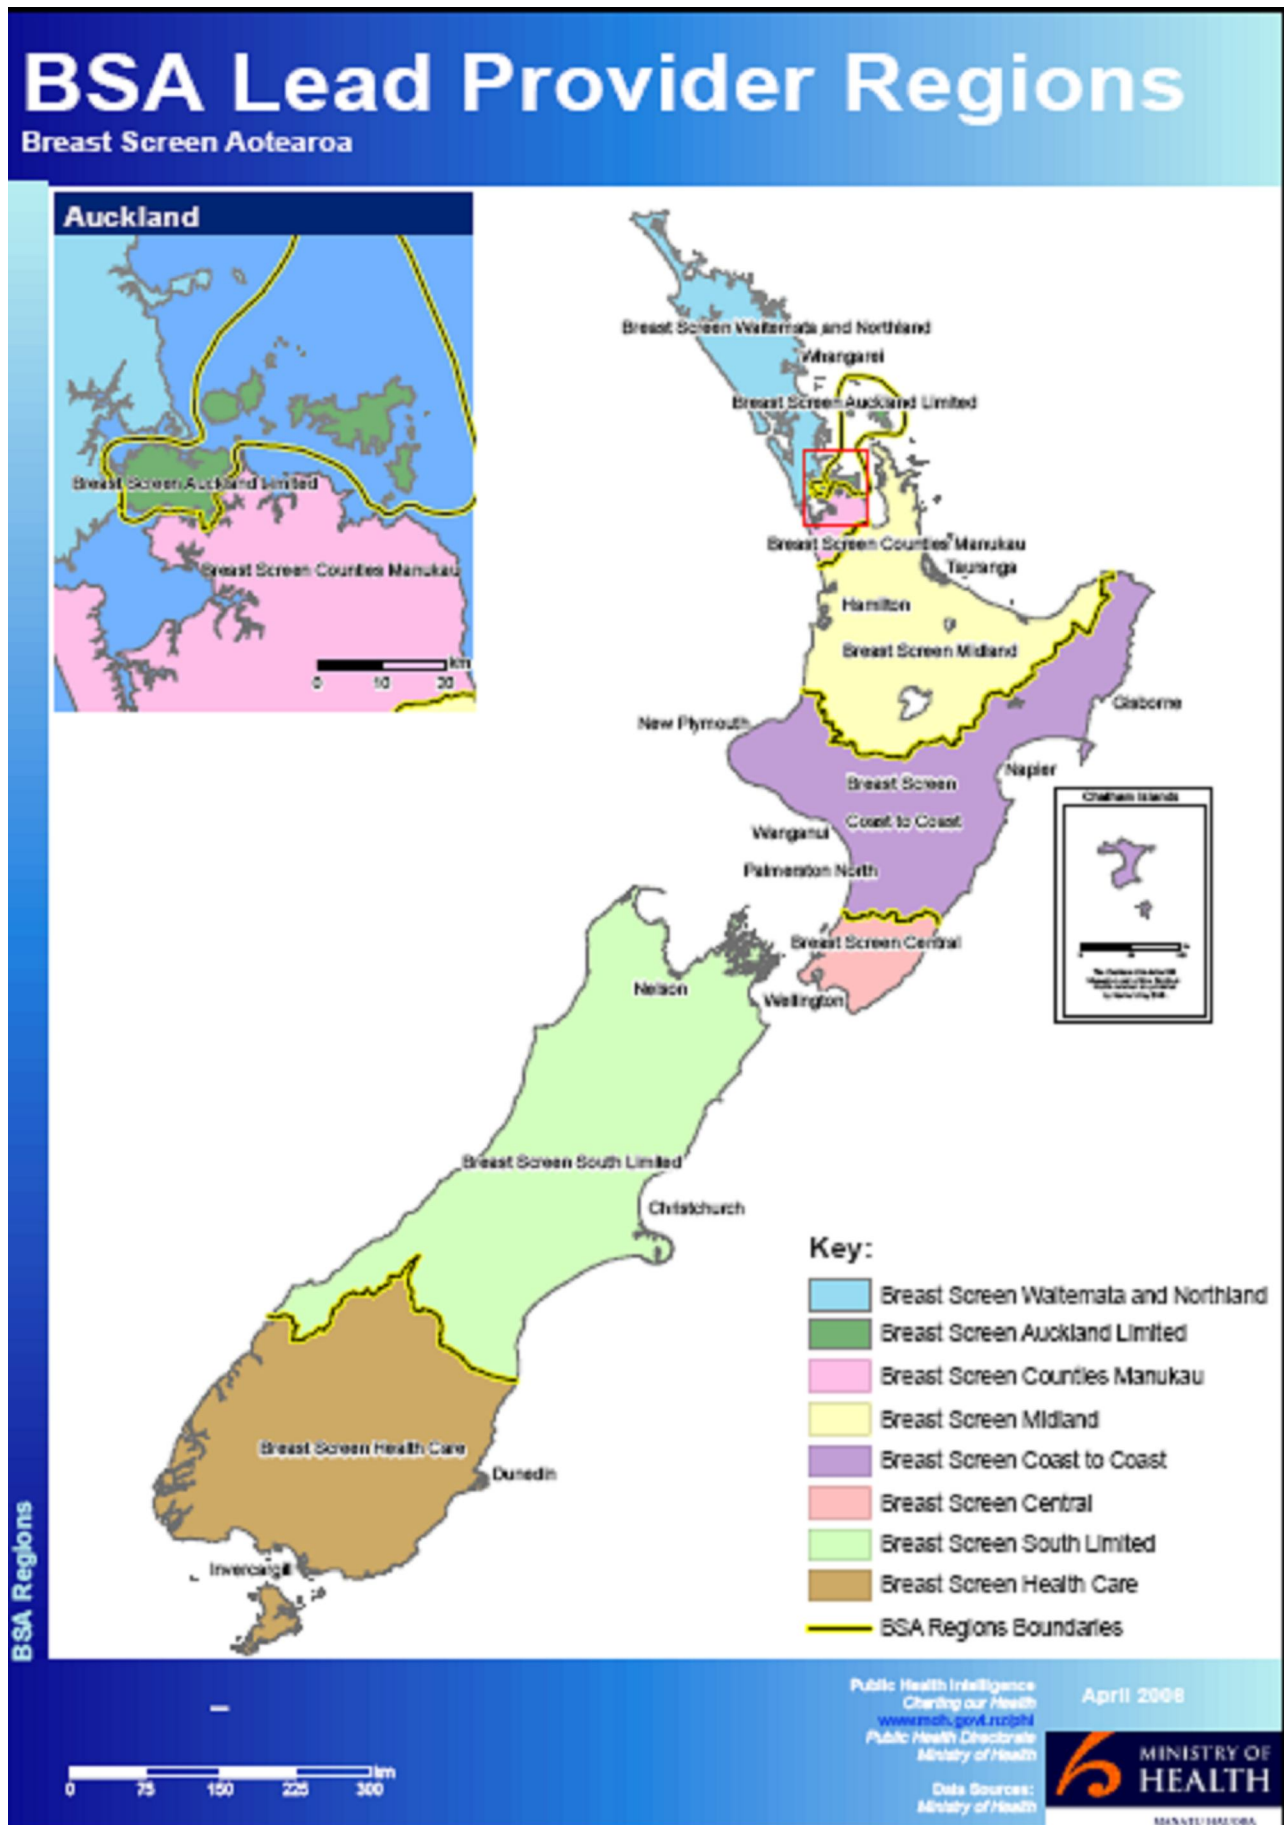 BSA Lead Provider Regions
Breast Screen Aotearoa
Auckland
Breast Screen Auckland Limited
Breast Screen Counties Manukau
km
0 10 20
Breast Screen Waitemata and Northland
Whangarei
Breast Screen Auckland Limited
Breast Screen Counties Manukau
Tauranga
Hamilton
Breast Screen Midland
Gisborne
New Plymouth
Napier
Breast Screen
Coast to Coast
Chatham Islands
Wanganui
Palmerston North
Breast Screen Central
Nelson
Wellington
Breast Screen South Limited
Christchurch
Key:
Breast Screen Waitemata and Northland
Breast Screen Auckland Limited
Breast Screen Counties Manukau
Breast Screen Midland
Breast Screen Coast to Coast
Breast Screen Central
Breast Screen South Limited
Breast Screen Health Care
BSA Regions Boundaries
Breast Screen Health Care
Dunedin
Invercargill
BSA Regions
Public Health Intelligence
Charting our Health
www.moh.govt.nz/phi
Public Health Directorate
Ministry of Health
Data Sources:
Ministry of Health
April 2008
km
0 75 150 225 300
MINISTRY OF
HEALTH